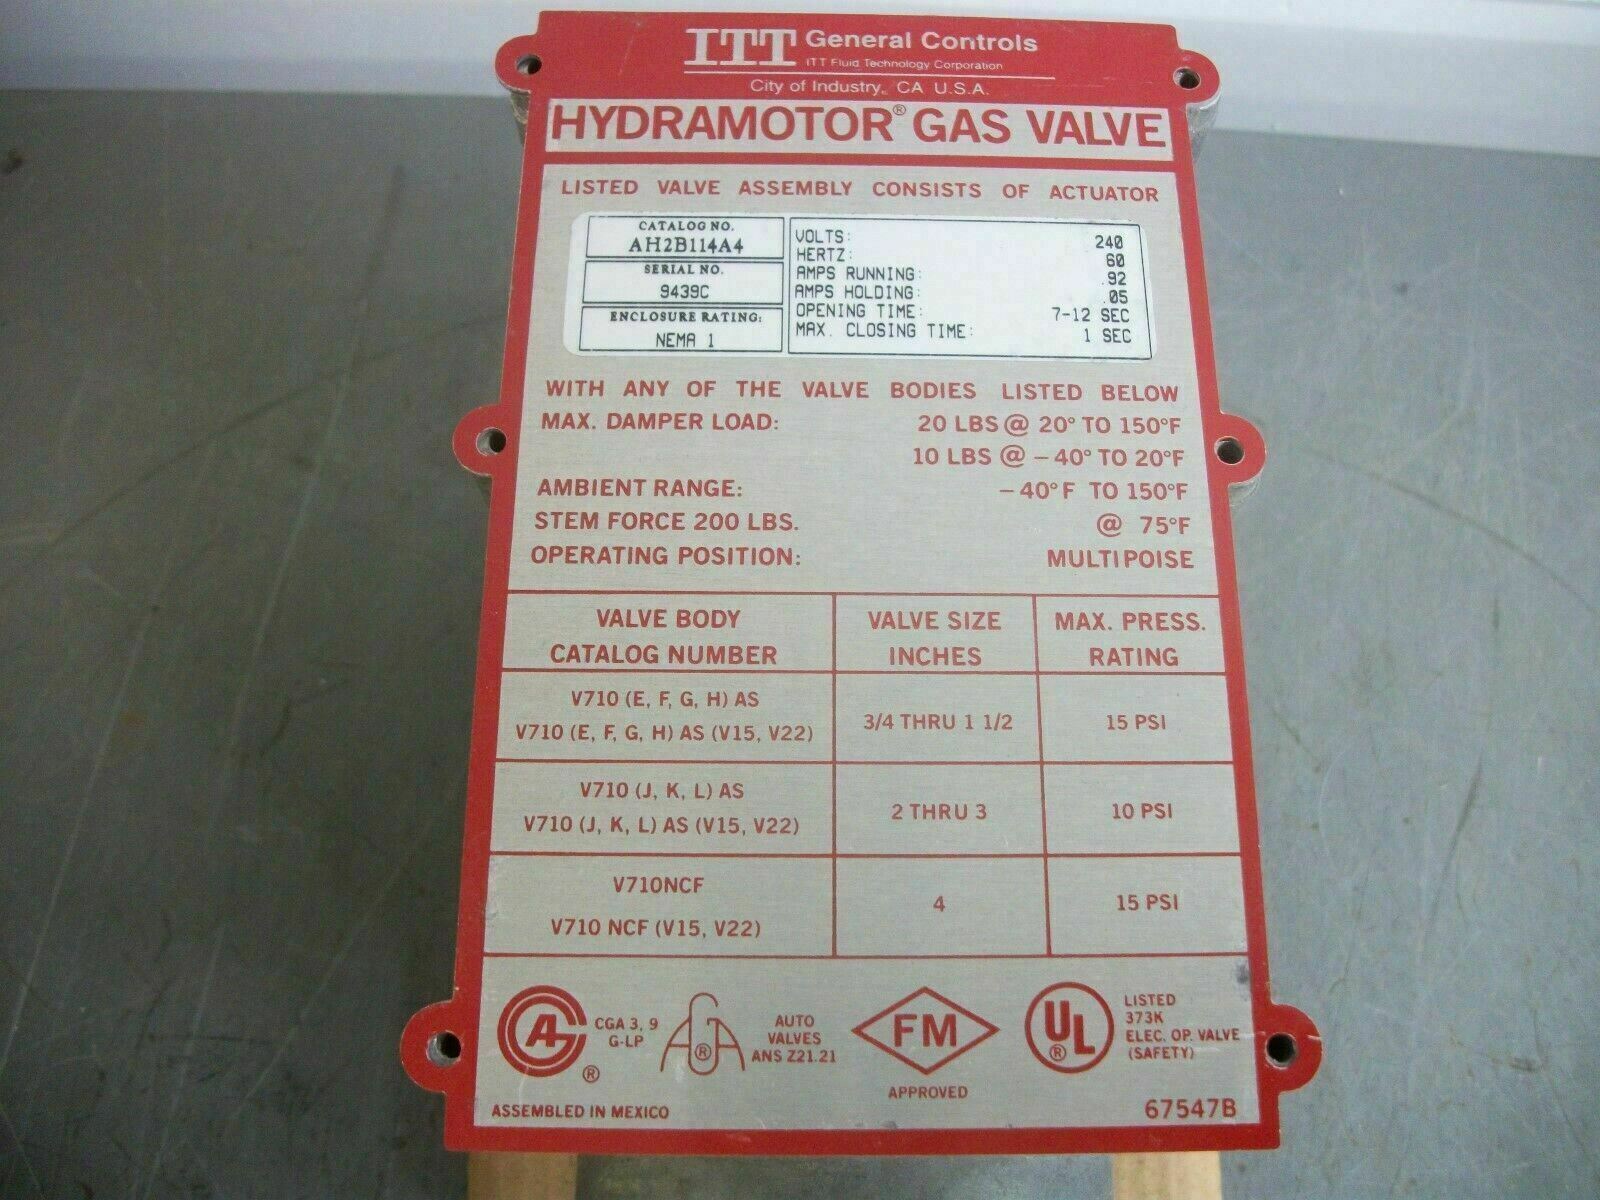 ITT General Controls
ITT Fluid Technology Corporation
City of Industry, CA U.S.A.
HYDRAMOTOR® GAS VALVE
LISTED VALVE ASSEMBLY CONSISTS OF ACTUATOR
CATALOG NO.
AH2B114A4
SERIAL NO.
9439C
ENCLOSURE RATING:
NEMA 1
VOLTS: 240
HERTZ: 60
AMPS RUNNING: .92
AMPS HOLDING: .05
OPENING TIME: 7-12 SEC
MAX. CLOSING TIME: 1 SEC
WITH ANY OF THE VALVE BODIES LISTED BELOW
MAX. DAMPER LOAD: 20 LBS @ 20° TO 150°F
10 LBS @ -40° TO 20°F
AMBIENT RANGE: -40°F TO 150°F
STEM FORCE 200 LBS. @ 75°F
OPERATING POSITION: MULTIPOISE
VALVE BODY CATALOG NUMBER
VALVE SIZE INCHES
MAX. PRESS. RATING
V710 (E, F, G, H) AS
V710 (E, F, G, H) AS (V15, V22)
3/4 THRU 1 1/2
15 PSI
V710 (J, K, L) AS
V710 (J, K, L) AS (V15, V22)
2 THRU 3
10 PSI
V710NCF
V710 NCF (V15, V22)
4
15 PSI
CGA 3, 9
G-LP
®
AGA
®
AUTO
VALVES
ANS Z21.21
FM
APPROVED
UL
®
LISTED
373K
ELEC. OP. VALVE
(SAFETY)
ASSEMBLED IN MEXICO
67547B